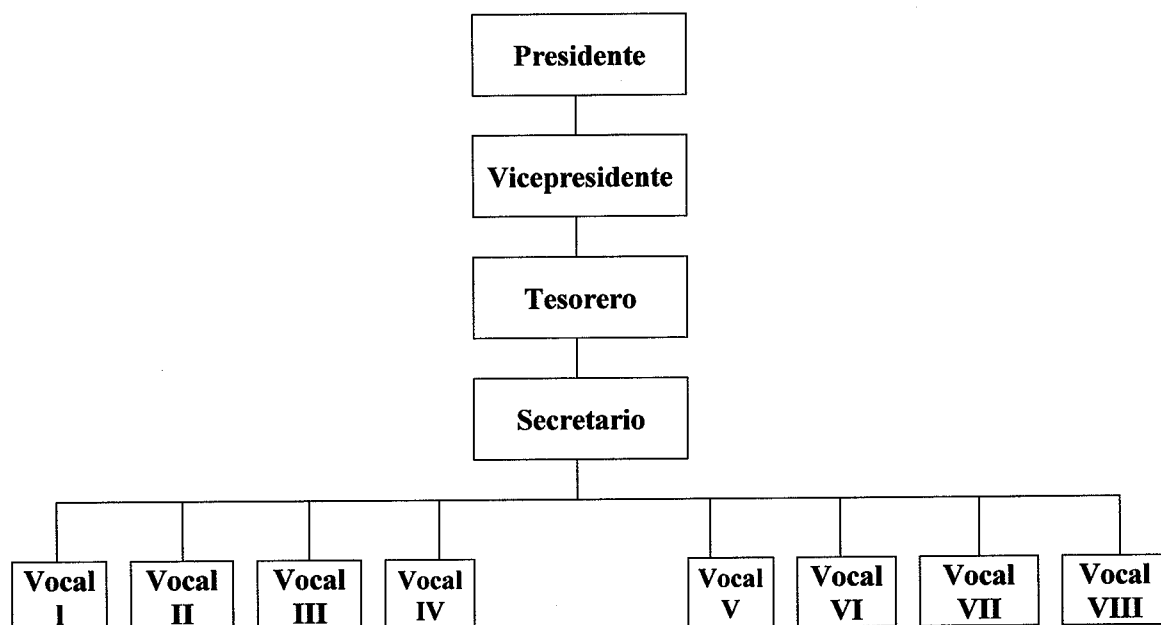 Presidente
Vicepresidente
Tesorero
Secretario
Vocal
I
Vocal
II
Vocal
III
Vocal
IV
Vocal
V
Vocal
VI
Vocal
VII
Vocal
VIII